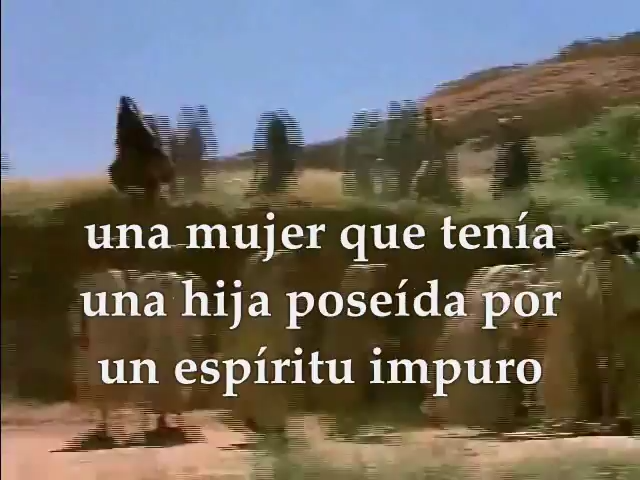 una mujer que tenía
una hija poseída por
un espíritu impuro